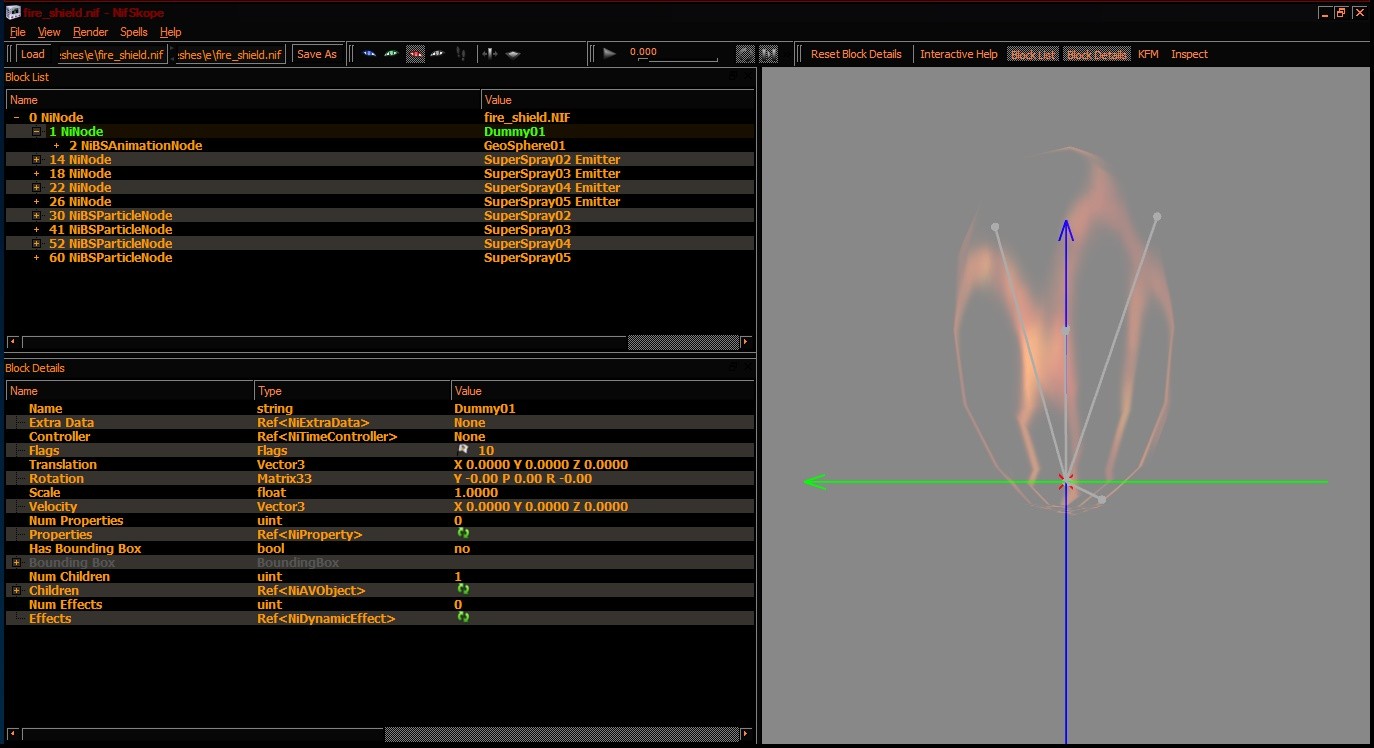 fire_shield.nif - NifSkope
File View Render Spells Help
Load shes\e\fire_shield.nif shes\e\fire_shield.nif Save As 0.000 Reset Block Details Interactive Help Block List Block Details KFM Inspect
Block List
Name Value
0 NiNode fire_shield.NIF
1 NiNode Dummy01
2 NiBSAnimationNode GeoSphere01
14 NiNode SuperSpray02 Emitter
18 NiNode SuperSpray03 Emitter
22 NiNode SuperSpray04 Emitter
26 NiNode SuperSpray05 Emitter
30 NiBSParticleNode SuperSpray02
41 NiBSParticleNode SuperSpray03
52 NiBSParticleNode SuperSpray04
60 NiBSParticleNode SuperSpray05
Block Details
Name Type Value
Name string Dummy01
Extra Data Ref<NiExtraData> None
Controller Ref<NiTimeController> None
Flags Flags 10
Translation Vector3 X 0.0000 Y 0.0000 Z 0.0000
Rotation Matrix33 Y -0.00 P 0.00 R -0.00
Scale float 1.0000
Velocity Vector3 X 0.0000 Y 0.0000 Z 0.0000
Num Properties uint 0
Properties Ref<NiProperty>
Has Bounding Box bool no
Bounding Box BoundingBox
Num Children uint 1
Children Ref<NiAVObject>
Num Effects uint 0
Effects Ref<NiDynamicEffect>